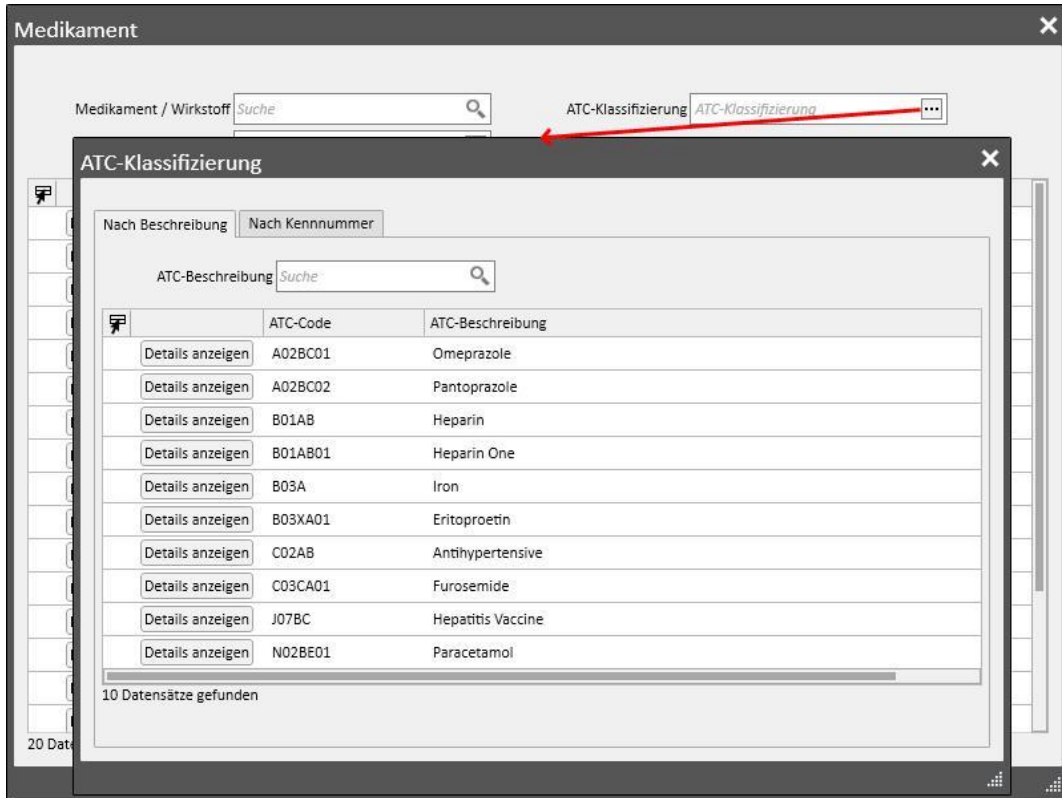 Medikament
Medikament / Wirkstoff Suche ATC-Klassifizierung ATC-Klassifizierung ...
ATC-Klassifizierung
Nach Beschreibung Nach Kennnummer
ATC-Beschreibung Suche
ATC-Code ATC-Beschreibung
Details anzeigen A02BC01 Omeprazole
Details anzeigen A02BC02 Pantoprazole
Details anzeigen B01AB Heparin
Details anzeigen B01AB01 Heparin One
Details anzeigen B03A Iron
Details anzeigen B03XA01 Eritoproetin
Details anzeigen C02AB Antihypertensive
Details anzeigen C03CA01 Furosemide
Details anzeigen J07BC Hepatitis Vaccine
Details anzeigen N02BE01 Paracetamol
10 Datensätze gefunden
20 Date